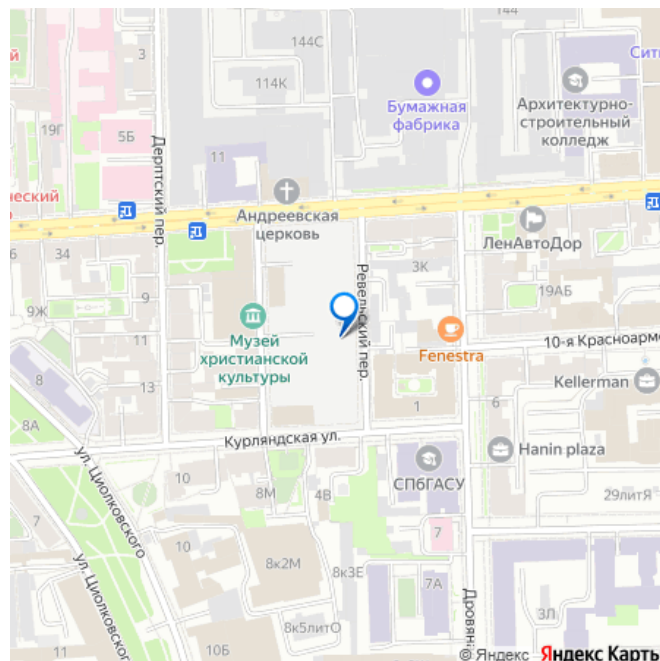 144
144С
3
114К
й
Сити
Бумажная
фабрика
Архитектурно-
строительный
колледж
19Г
5Б
11
Дерптский пер.
ческий
Андреевская
церковь
ЛенАвтоДор
6
34
Ревельский пер.
3К
9
9Ж
19АБ
Музей
христианской
культуры
Fenestra
10-я Красноарме
11
8
13
Kellerman
8А
1
Курляндская ул.
Hanin plaza
СПбГАСУ
ул. Циолковского
10
8М
4В
29литЯ
7
7
10
8к2М
8к3Е
7А
ул. Циолковского
Дровяна
3Л
11
10Б
8к5литО
© Яндекс Яндекс Карты